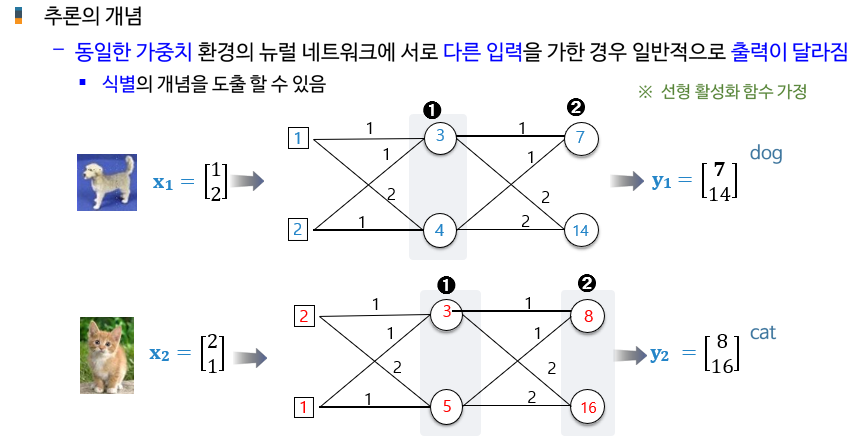 추론의 개념
– 동일한 가중치 환경의 뉴럴 네트워크에 서로 다른 입력을 가한 경우 일반적으로 출력이 달라짐
▪ 식별의 개념을 도출 할 수 있음
※ 선형 활성화 함수 가정
❶ ❷
1 1 3 1 7
1 1
x₁ = [1 2]
2 2
2 1 4 2 14
y₁ = [7 14]
dog
❶ ❷
2 1 3 1 8
1 1
x₂ = [2 1]
2 2
1 1 5 2 16
y₂ = [8 16]
cat